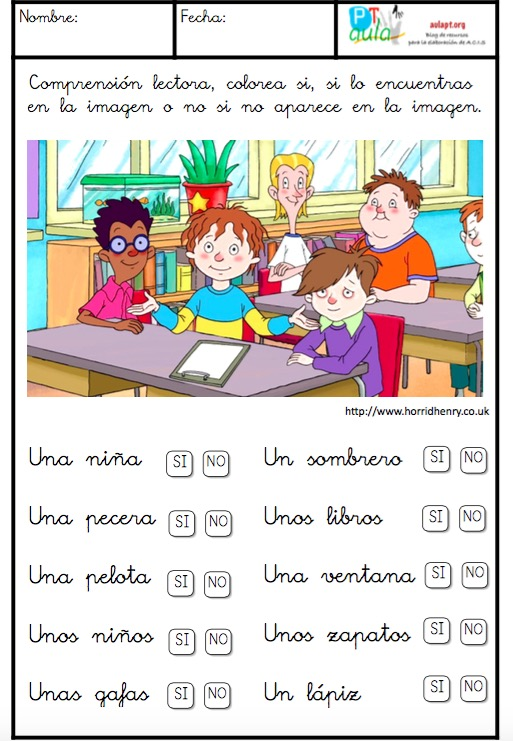 Nombre:
Fecha:
PT
aula
aulapt.org
Blog de recursos
para la elaboración de A.C.I.S
Comprensión lectora, colorea si, si lo encuentras
en la imagen o no si no aparece en la imagen.
http://www.horridhenry.co.uk
Una niña SI NO
Un sombrero SI NO
Una pecera SI NO
Unos libros SI NO
Una pelota SI NO
Una ventana SI NO
Unos niños SI NO
Unos zapatos SI NO
Unas gafas SI NO
Un lápiz SI NO